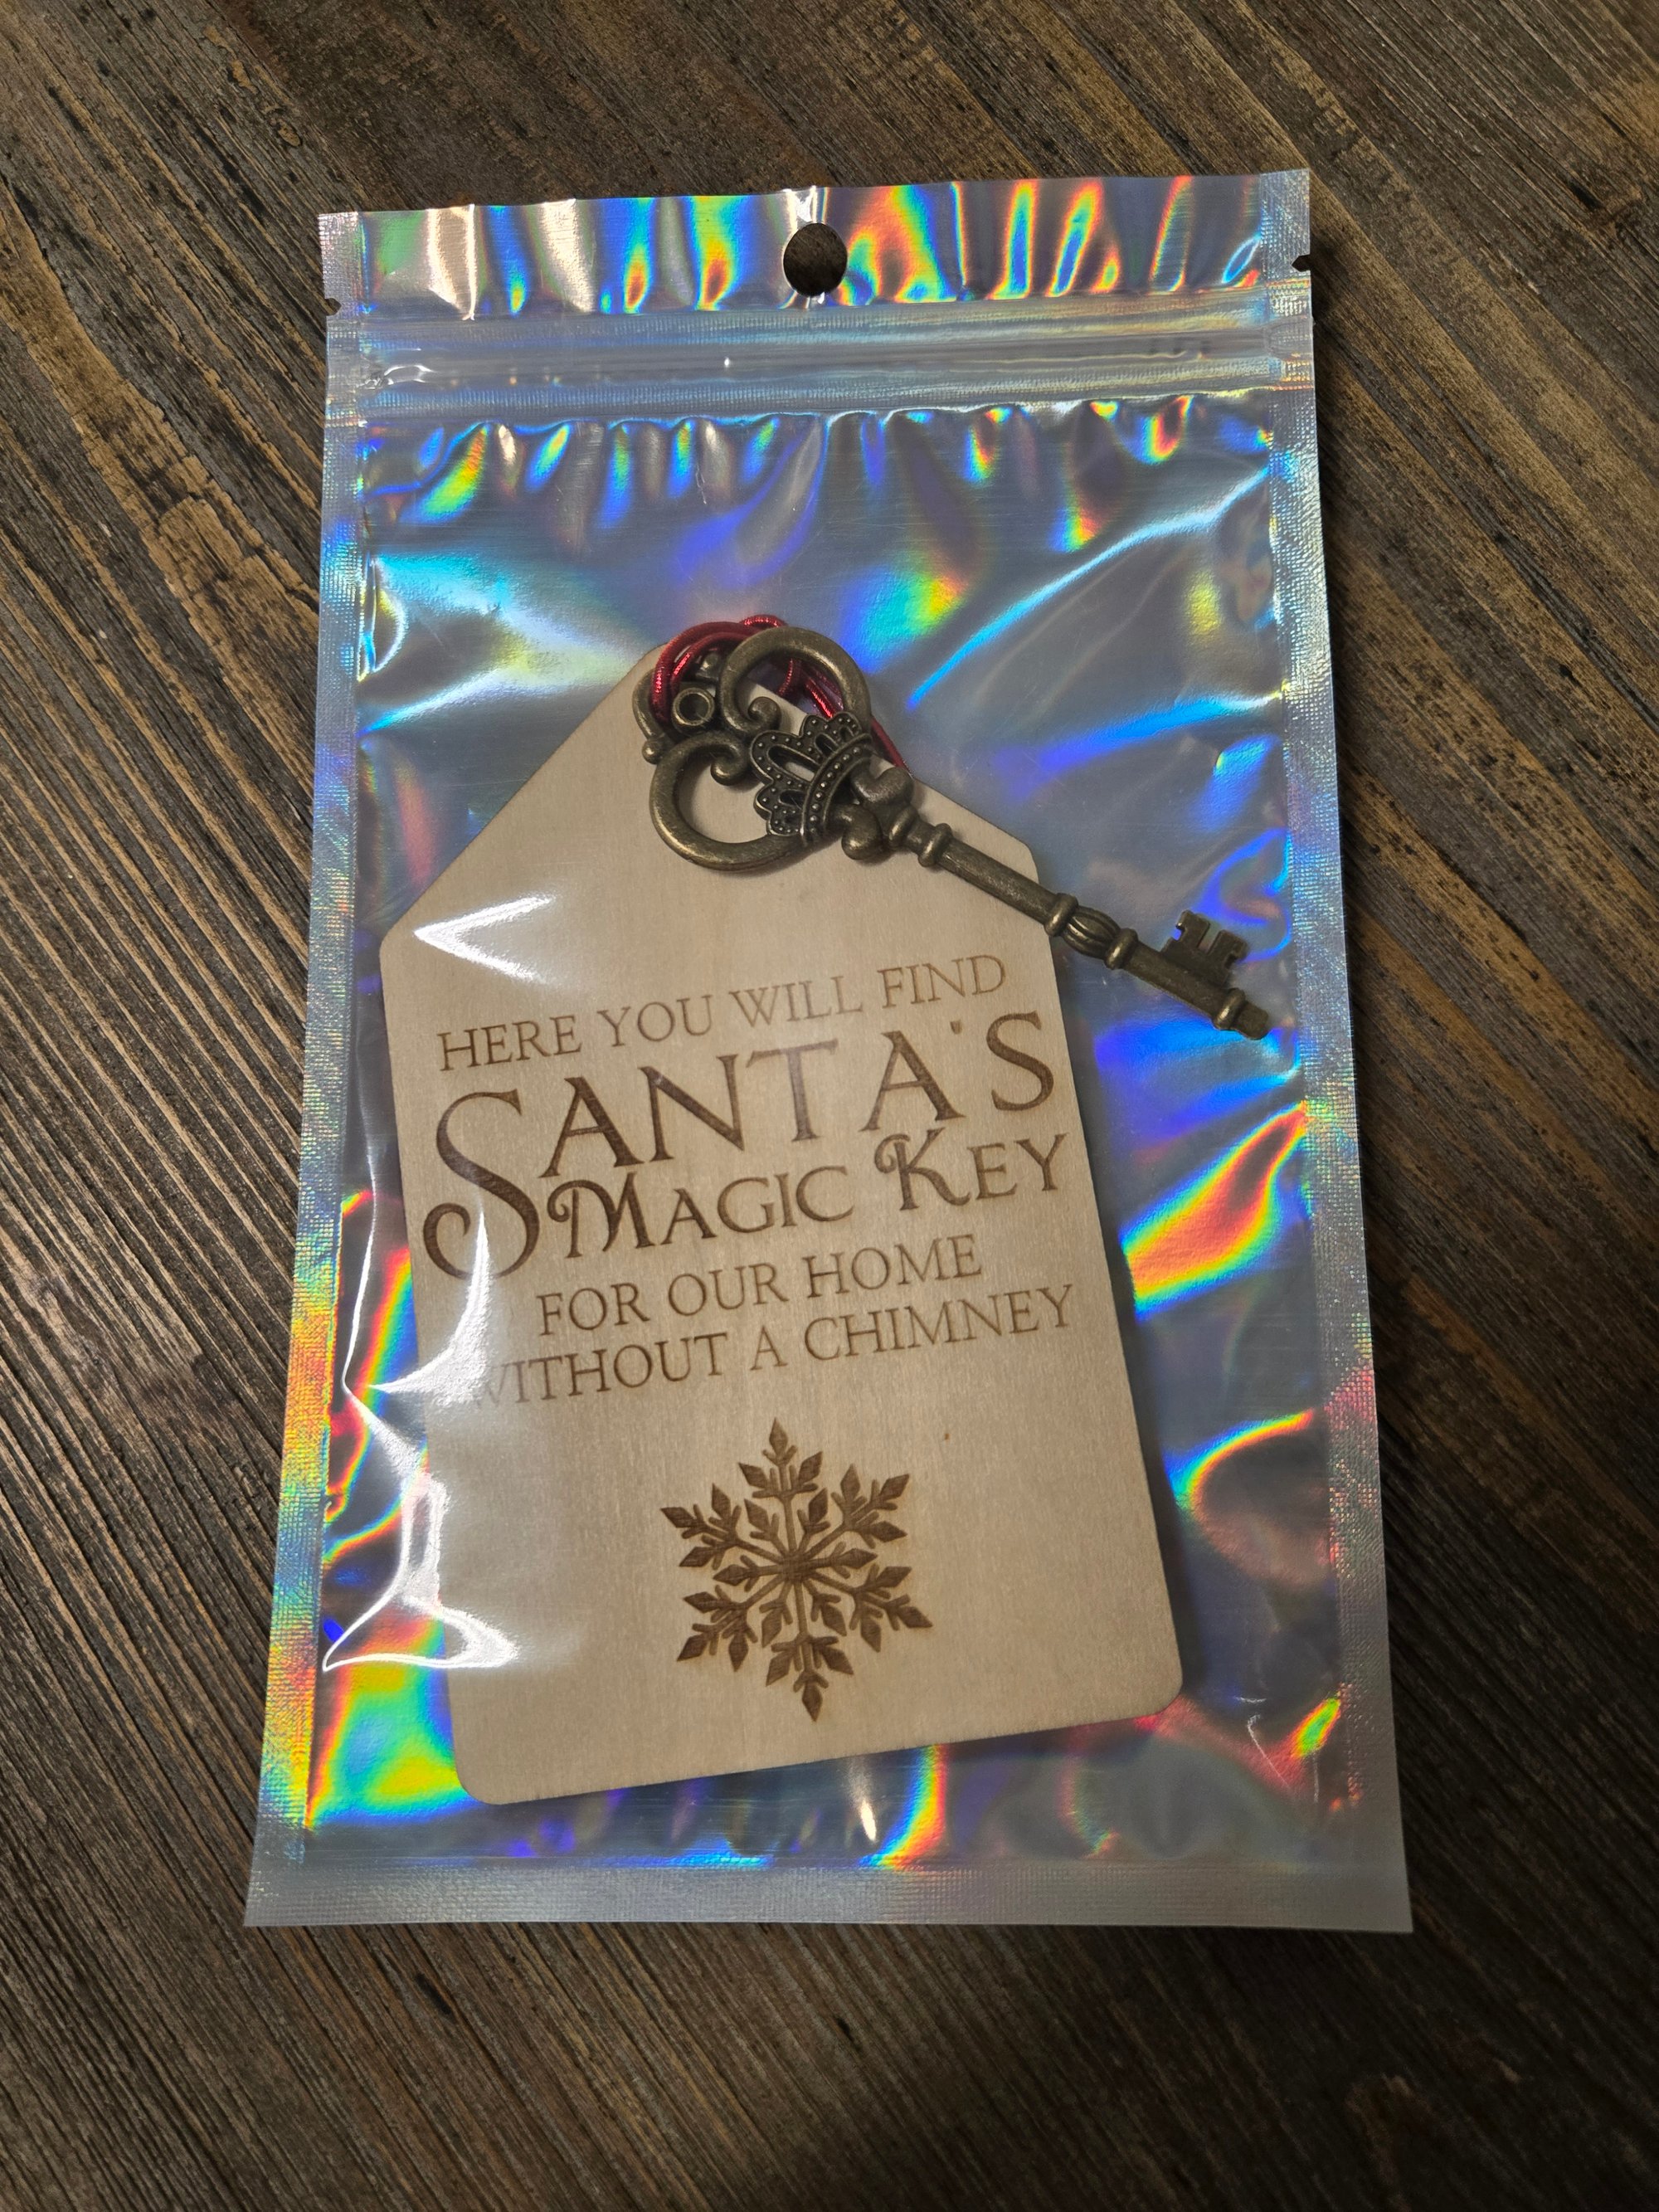 HERE YOU WILL FIND
SANTA'S
MAGIC KEY
FOR OUR HOME
WITHOUT A CHIMNEY